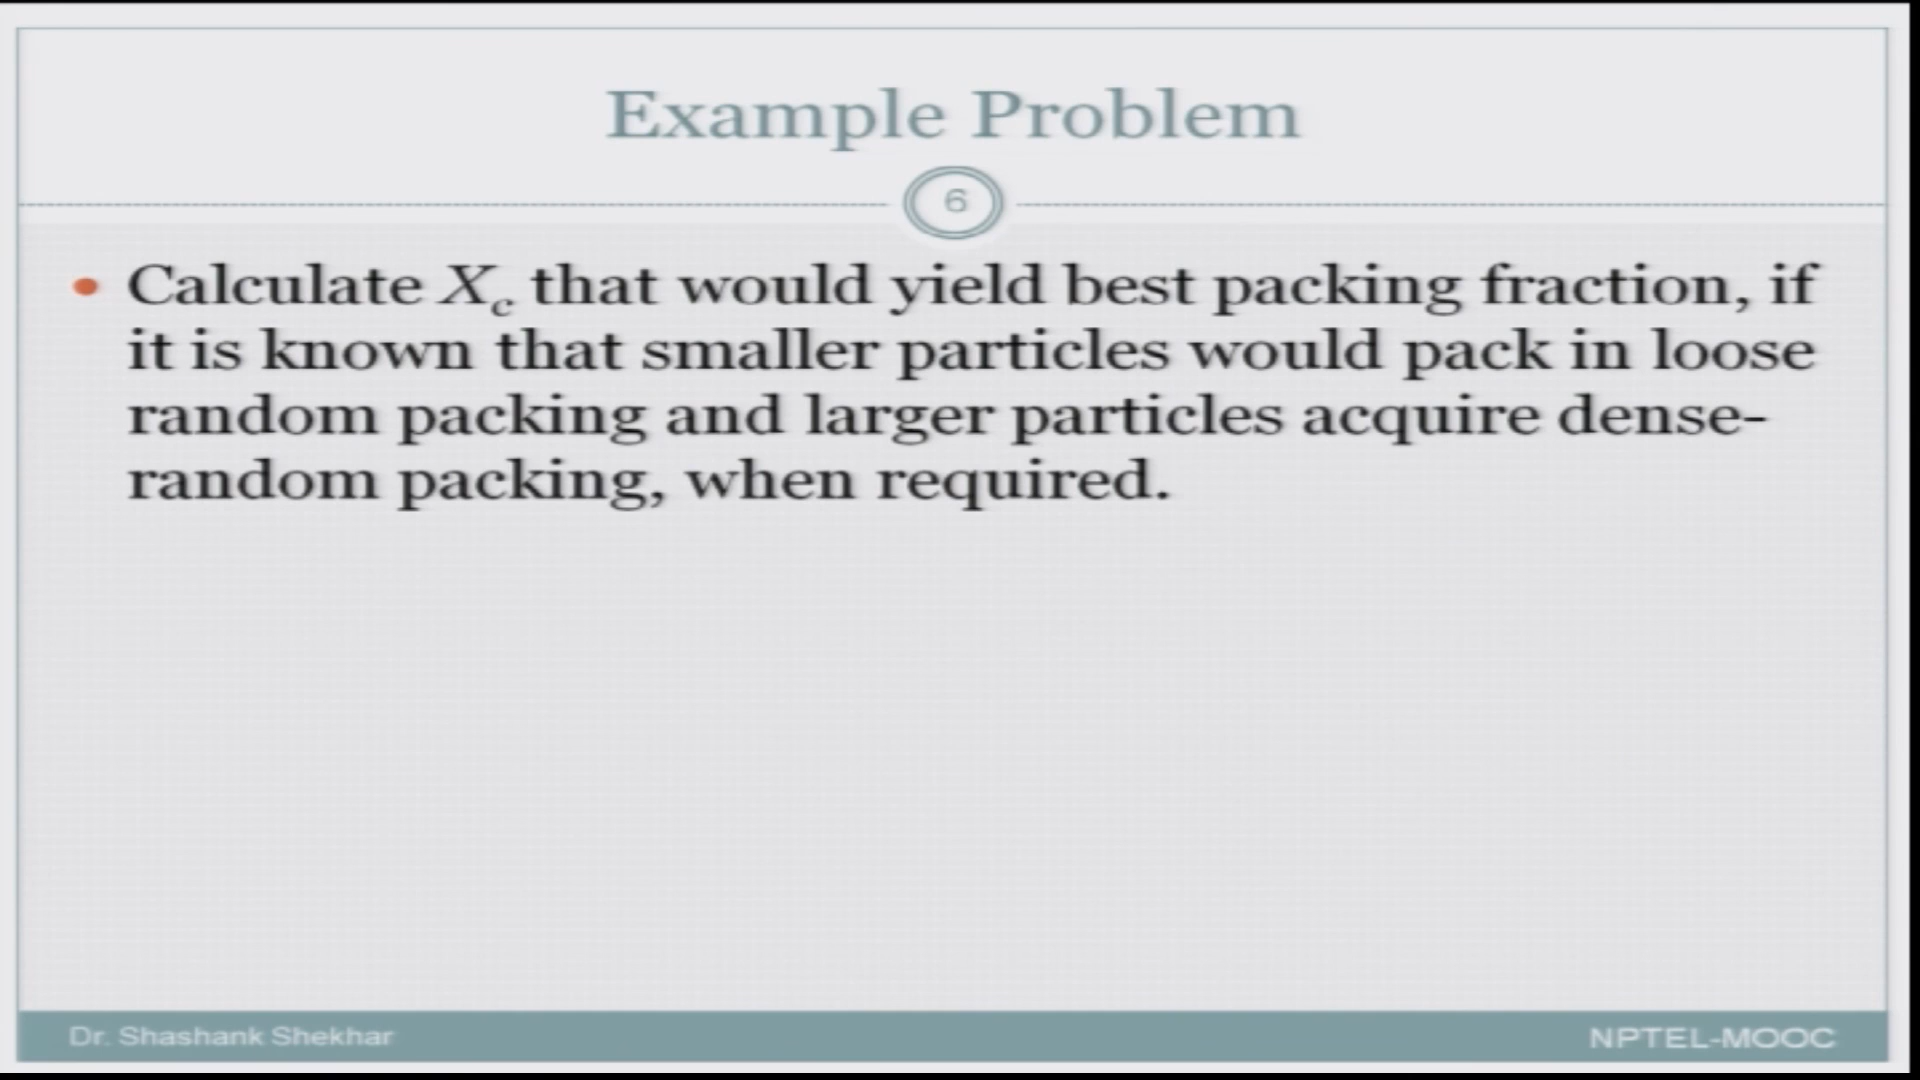 Example Problem
6
• Calculate Xc that would yield best packing fraction, if
it is known that smaller particles would pack in loose
random packing and larger particles acquire dense-
random packing, when required.
Dr. Shashank Shekhar
NPTEL-MOOC